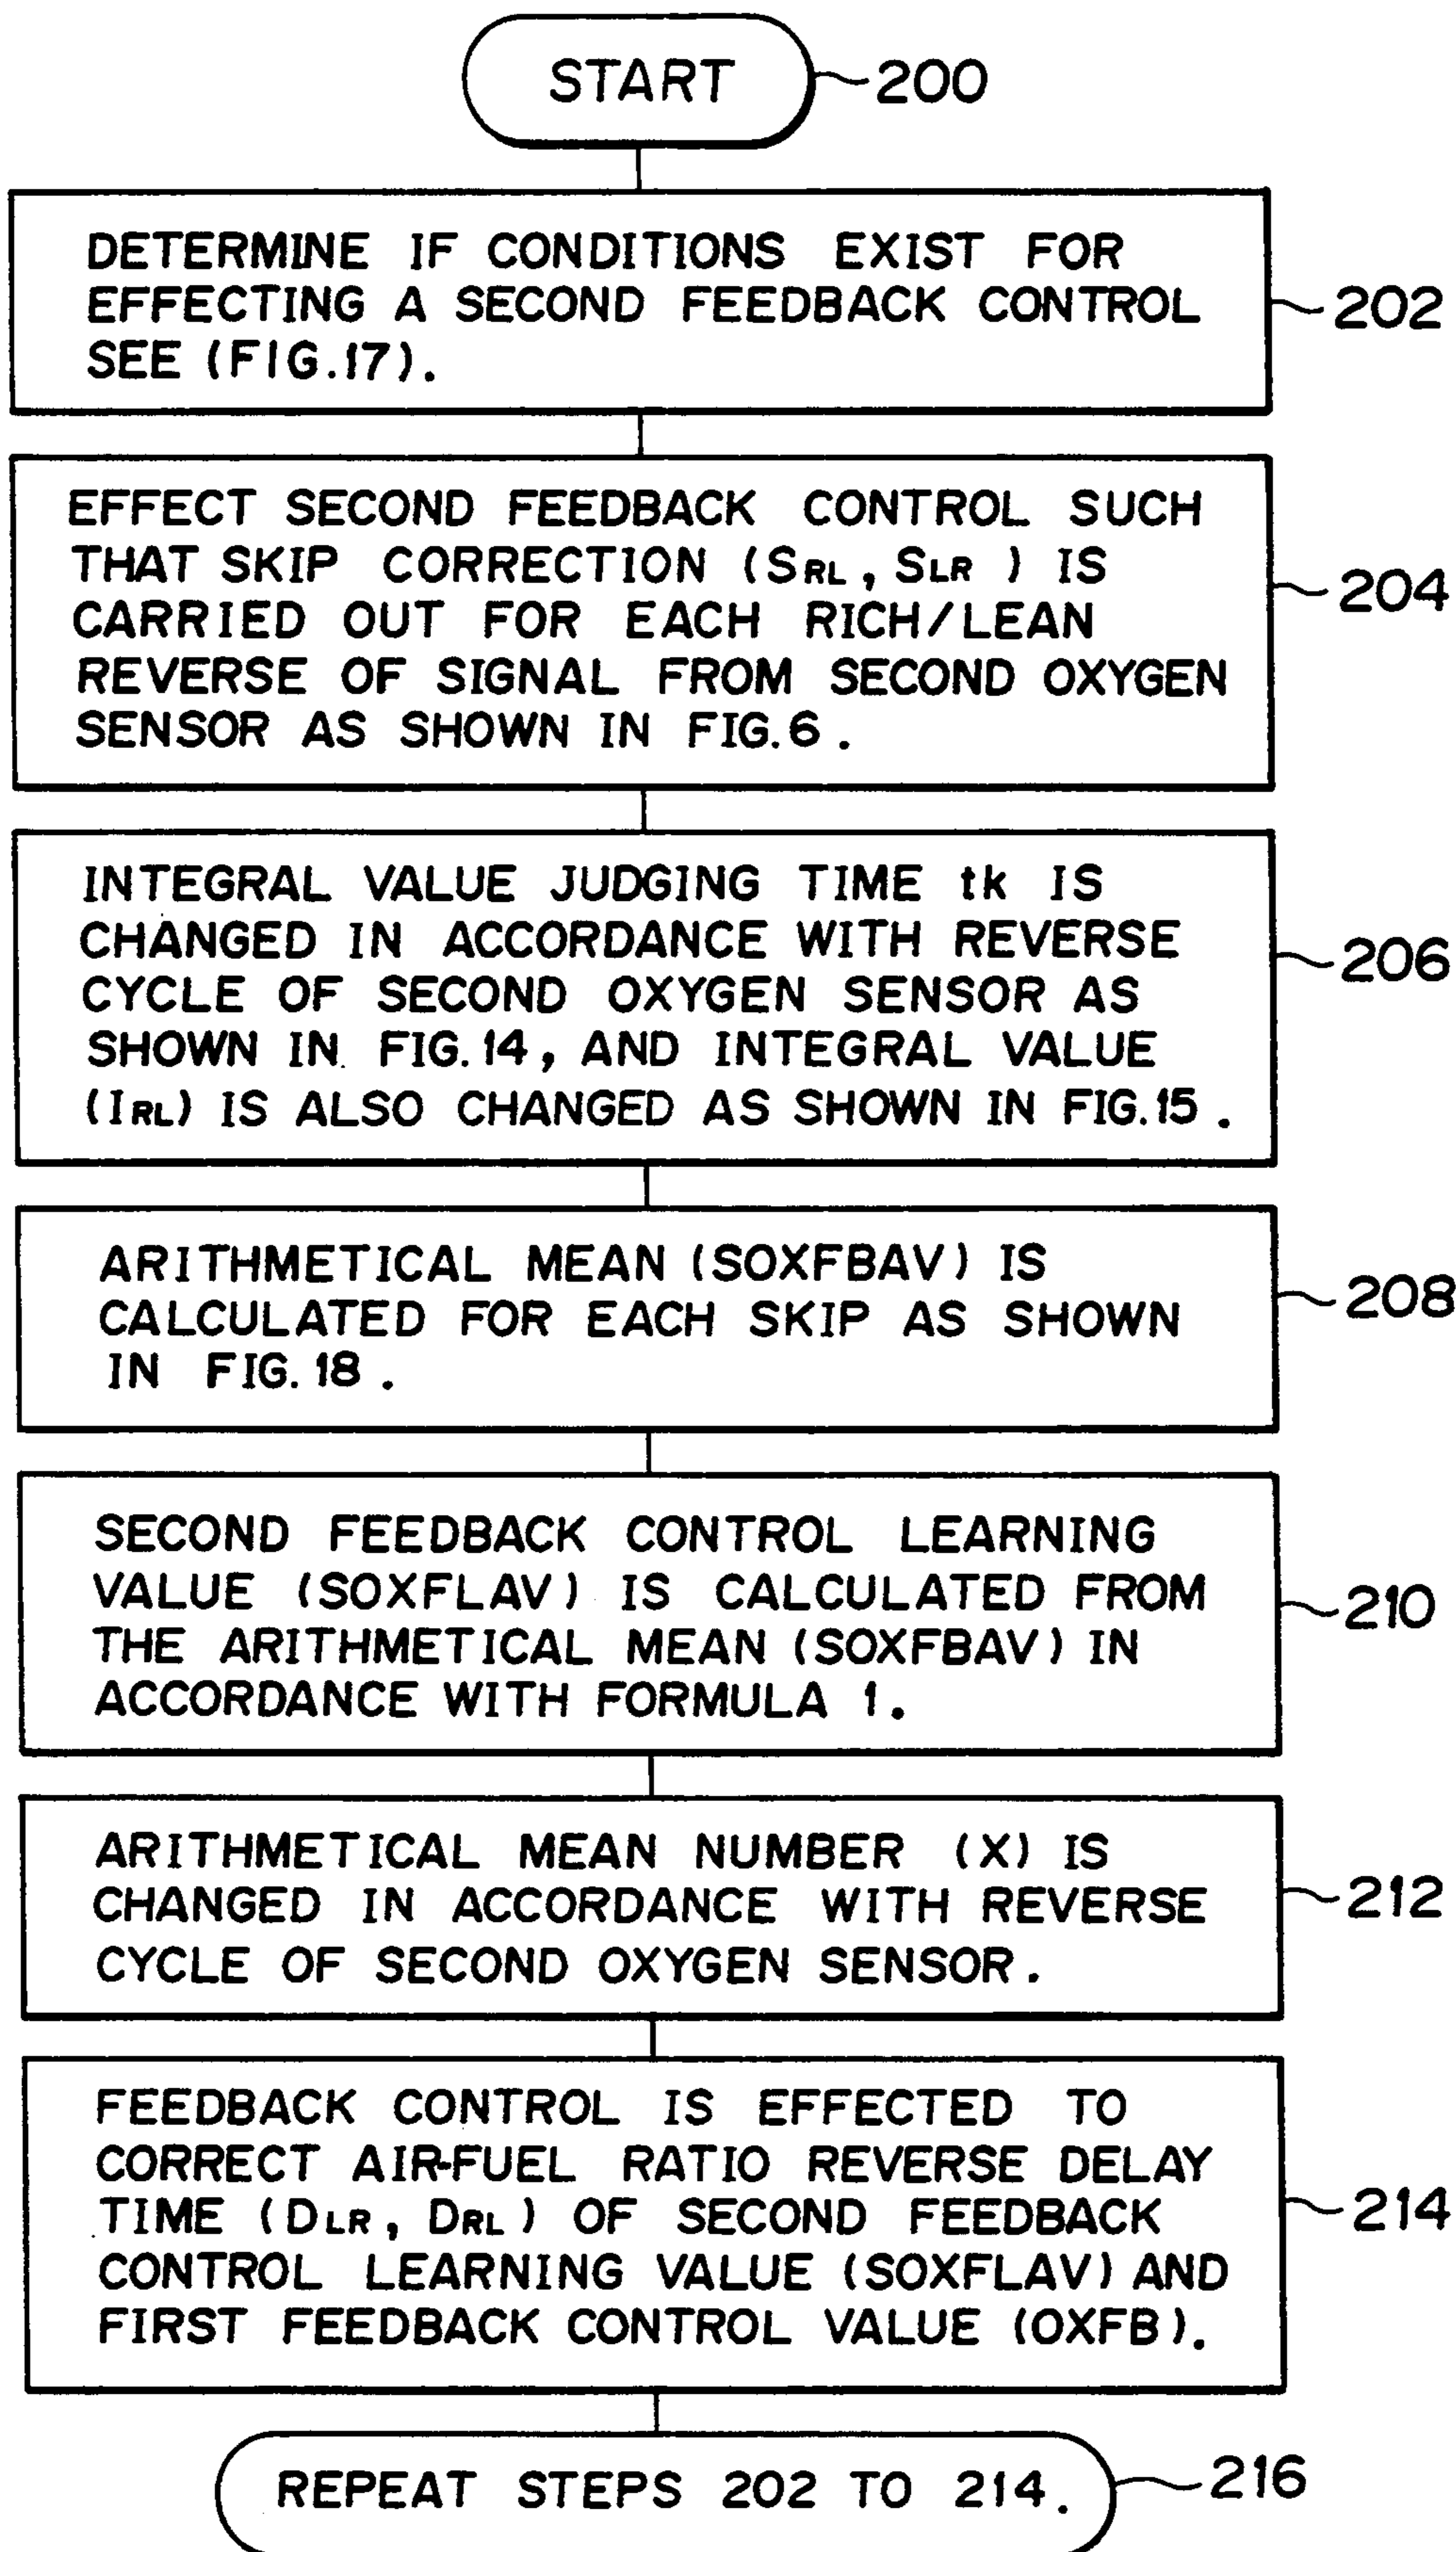 START
200
DETERMINE IF CONDITIONS EXIST FOR
EFFECTING A SECOND FEEDBACK CONTROL
SEE (FIG.17).
202
EFFECT SECOND FEEDBACK CONTROL SUCH
THAT SKIP CORRECTION (SRL, SLR) IS
CARRIED OUT FOR EACH RICH/LEAN
REVERSE OF SIGNAL FROM SECOND OXYGEN
SENSOR AS SHOWN IN FIG.6.
204
INTEGRAL VALUE JUDGING TIME tk IS
CHANGED IN ACCORDANCE WITH REVERSE
CYCLE OF SECOND OXYGEN SENSOR AS
SHOWN IN FIG.14, AND INTEGRAL VALUE
(IRL) IS ALSO CHANGED AS SHOWN IN FIG.15.
206
ARITHMETICAL MEAN (SOXFBAV) IS
CALCULATED FOR EACH SKIP AS SHOWN
IN FIG.18.
208
SECOND FEEDBACK CONTROL LEARNING
VALUE (SOXFLAV) IS CALCULATED FROM
THE ARITHMETICAL MEAN (SOXFBAV) IN
ACCORDANCE WITH FORMULA 1.
210
ARITHMETICAL MEAN NUMBER (X) IS
CHANGED IN ACCORDANCE WITH REVERSE
CYCLE OF SECOND OXYGEN SENSOR.
212
FEEDBACK CONTROL IS EFFECTED TO
CORRECT AIR-FUEL RATIO REVERSE DELAY
TIME (DLR, DRL) OF SECOND FEEDBACK
CONTROL LEARNING VALUE (SOXFLAV) AND
FIRST FEEDBACK CONTROL VALUE (OXFB).
214
REPEAT STEPS 202 TO 214.
216